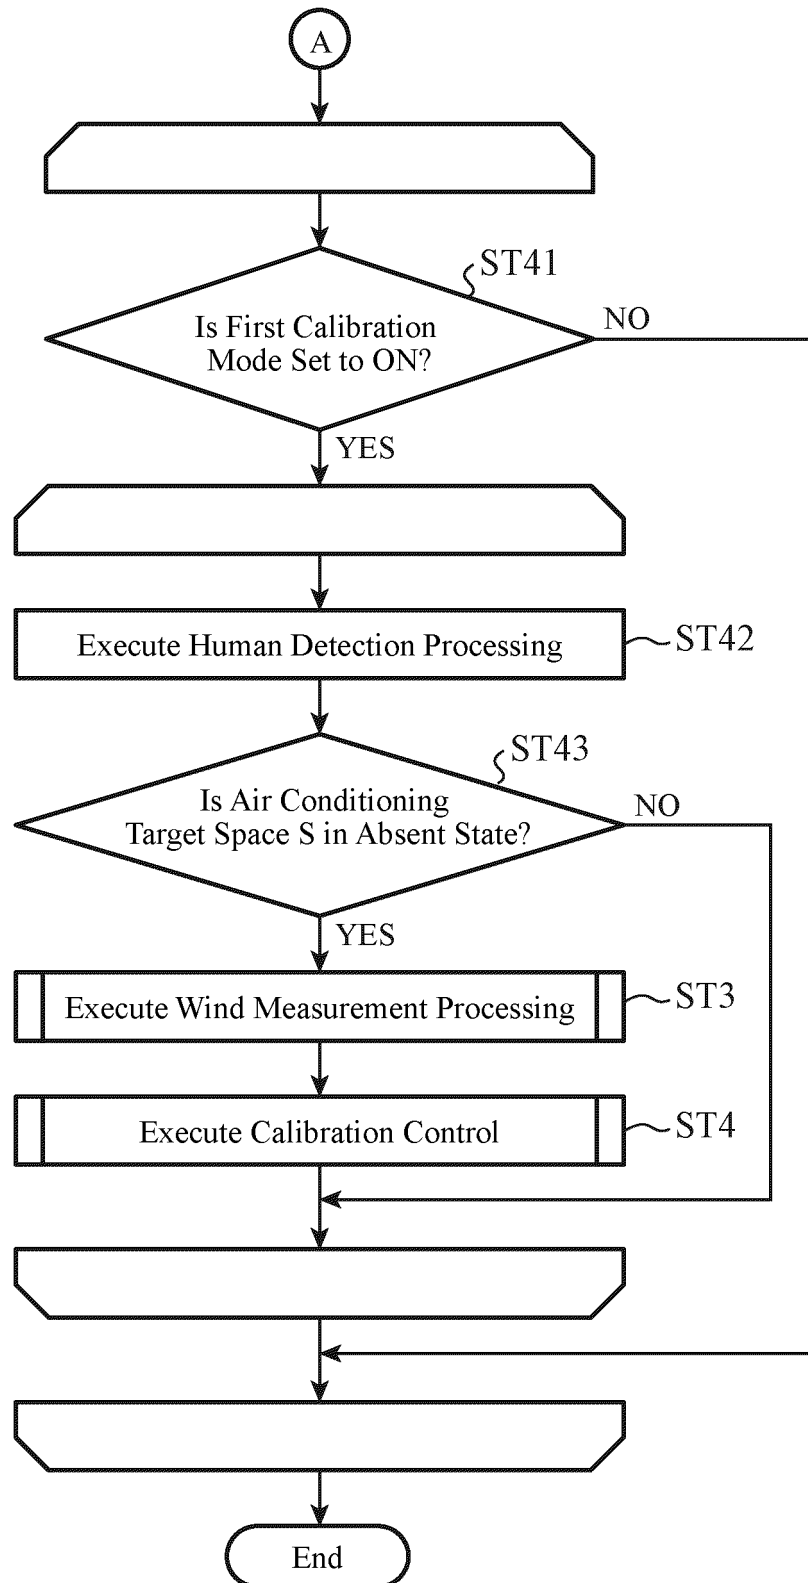 A
ST41
Is First Calibration
Mode Set to ON?
NO
YES
Execute Human Detection Processing
ST42
ST43
Is Air Conditioning
Target Space S in Absent State?
NO
YES
Execute Wind Measurement Processing
ST3
Execute Calibration Control
ST4
End